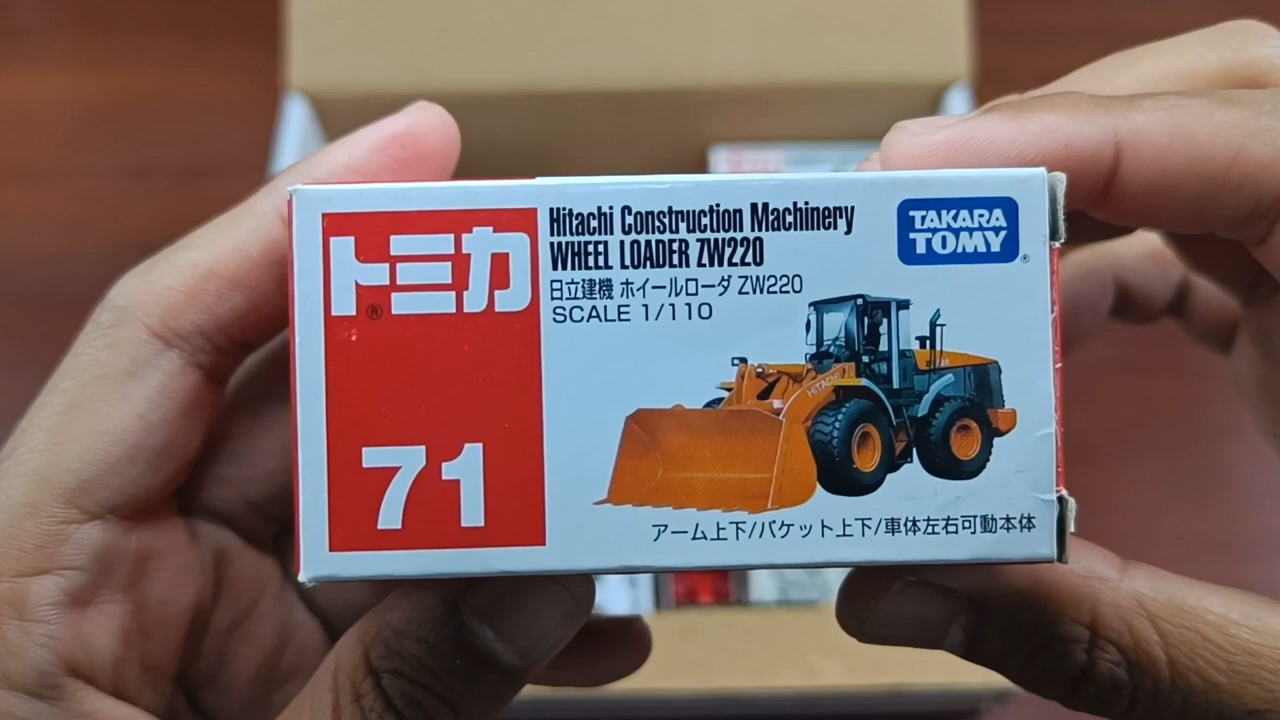 トミカ®
71
Hitachi Construction Machinery
WHEEL LOADER ZW220
日立建機 ホイールローダ ZW220
SCALE 1/110
TAKARA
TOMY®
HITACHI
アーム上下/バケット上下/車体左右可動本体